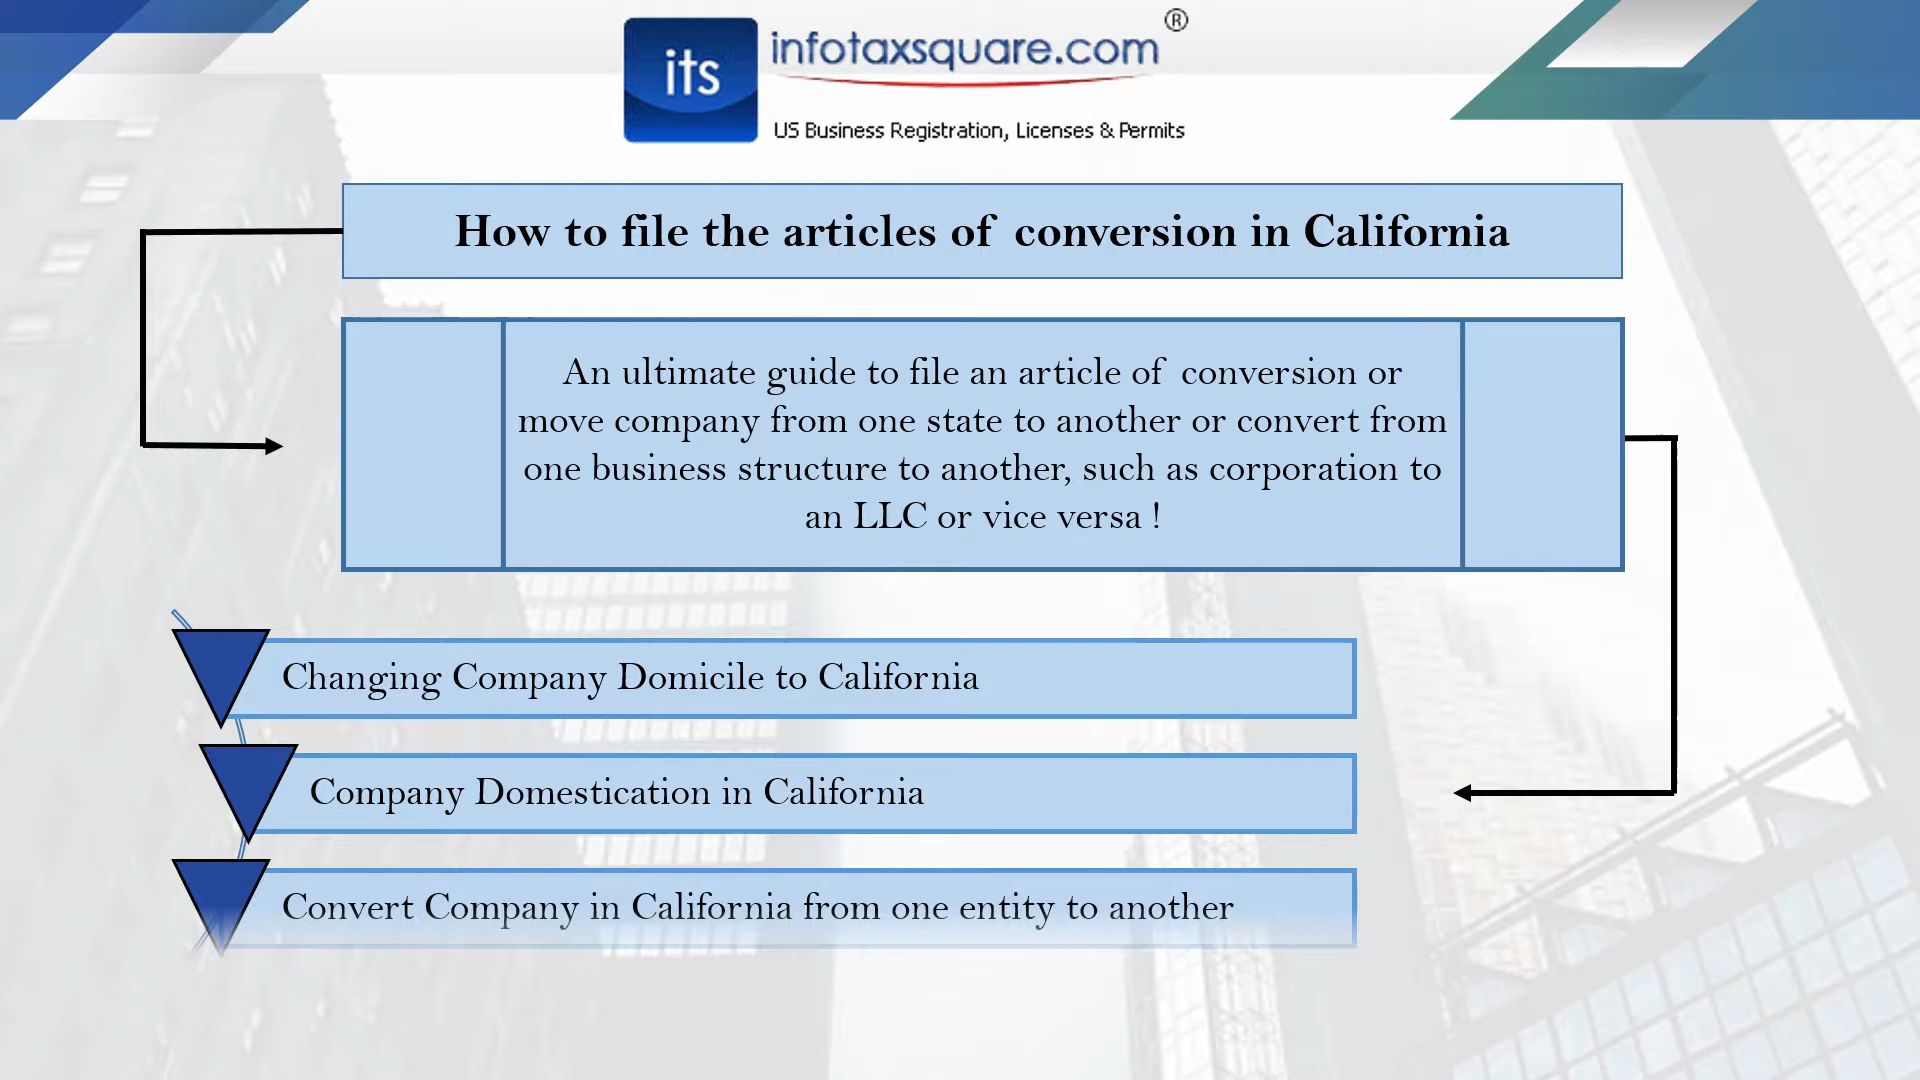 its
infotaxsquare.com®
US Business Registration, Licenses & Permits
How to file the articles of conversion in California
An ultimate guide to file an article of conversion or
move company from one state to another or convert from
one business structure to another, such as corporation to
an LLC or vice versa !
Changing Company Domicile to California
Company Domestication in California
Convert Company in California from one entity to another